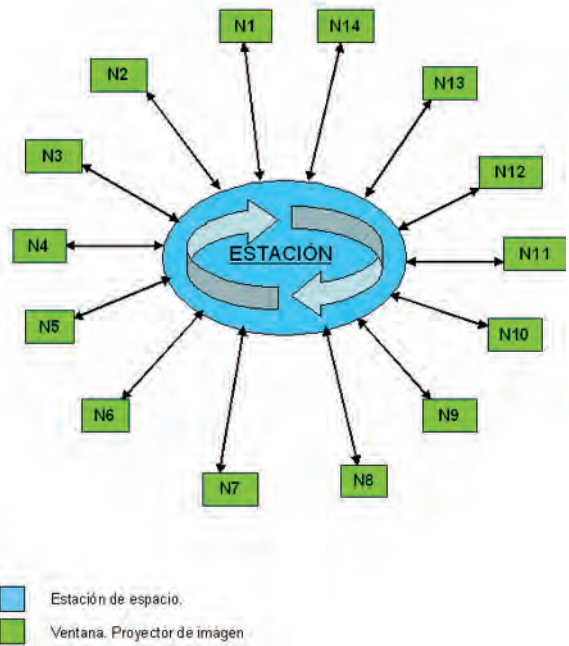 N1
N14
N2
N13
N3
N12
N4
ESTACIÓN
N11
N5
N10
N6
N9
N7
N8
Estación de espacio.
Ventana. Proyector de imágen